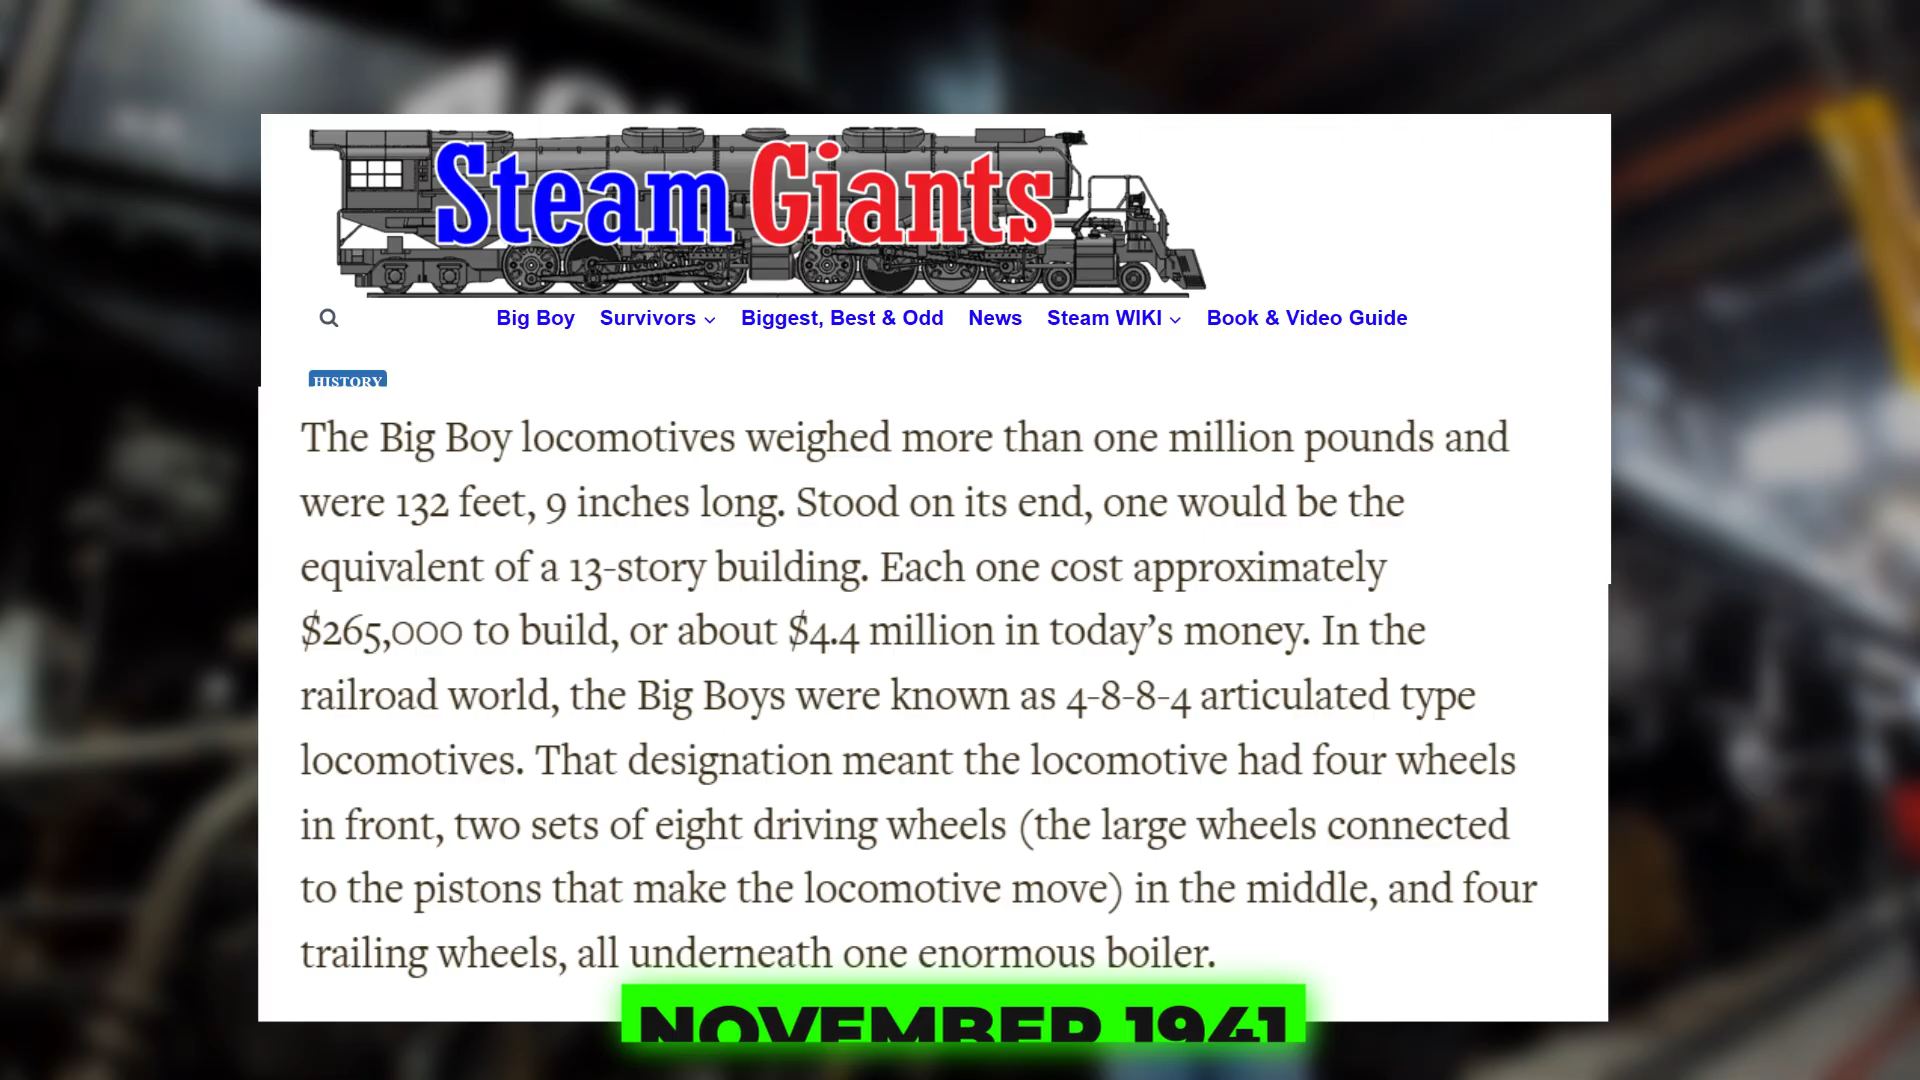 Steam Giants
Big Boy Survivors Biggest, Best & Odd News Steam WIKI Book & Video Guide
HISTORY
The Big Boy locomotives weighed more than one million pounds and
were 132 feet, 9 inches long. Stood on its end, one would be the
equivalent of a 13-story building. Each one cost approximately
$265,000 to build, or about $4.4 million in today’s money. In the
railroad world, the Big Boys were known as 4-8-8-4 articulated type
locomotives. That designation meant the locomotive had four wheels
in front, two sets of eight driving wheels (the large wheels connected
to the pistons that make the locomotive move) in the middle, and four
trailing wheels, all underneath one enormous boiler.
NOVEMBER 1941